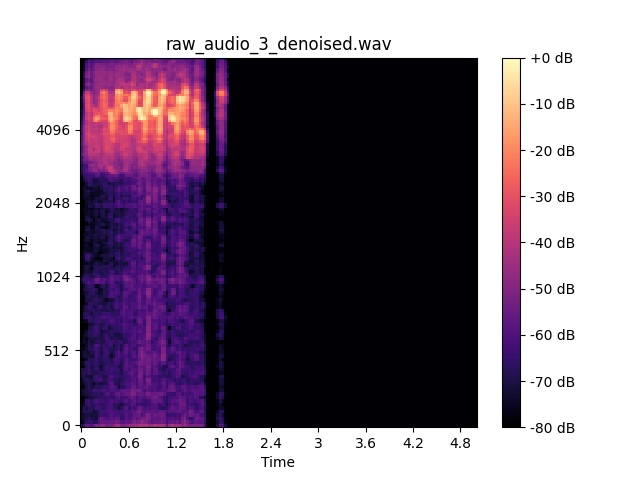 raw_audio_3_denoised.wav
+0 dB
-10 dB
-20 dB
-30 dB
-40 dB
-50 dB
-60 dB
-70 dB
-80 dB
4096
2048
1024
512
0
Hz
0 0.6 1.2 1.8 2.4 3 3.6 4.2 4.8
Time